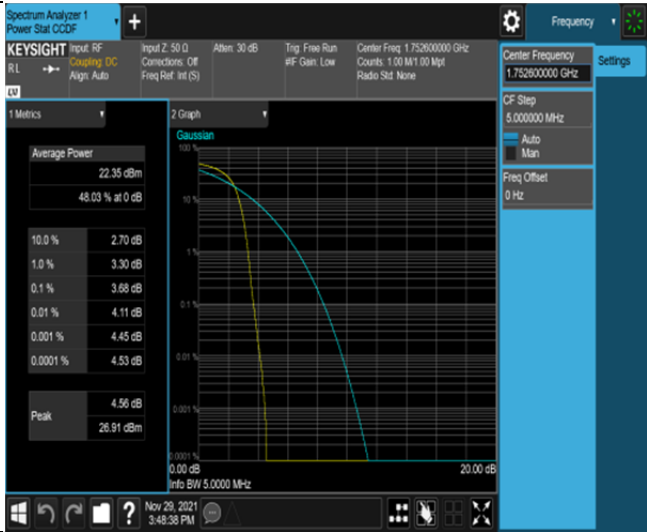 Spectrum Analyzer 1
Power Stat CCDF
+
Frequency
KEYSIGHT
RL
LV
Input: RF
Coupling: DC
Align: Auto
Input Z: 50 Ω
Corrections: Off
Freq Ref: Int (S)
Atten: 30 dB
Trig: Free Run
#IF Gain: Low
Center Freq: 1.752600000 GHz
Counts: 1.00 M/1.00 Mpt
Radio Std: None
Center Frequency
1.752600000 GHz
Settings
CF Step
5.000000 MHz
Auto
Man
Freq Offset
0 Hz
1 Metrics
Average Power
22.35 dBm
48.03 % at 0 dB
10.0 % 2.70 dB
1.0 % 3.30 dB
0.1 % 3.68 dB
0.01 % 4.11 dB
0.001 % 4.45 dB
0.0001 % 4.53 dB
Peak
4.56 dB
26.91 dBm
2 Graph
Gaussian
100 %
10 %
1 %
0.1 %
0.01 %
0.001 %
0.0001 %
0.00 dB
20.00 dB
Info BW 5.0000 MHz
?
Nov 29, 2021
3:48:38 PM